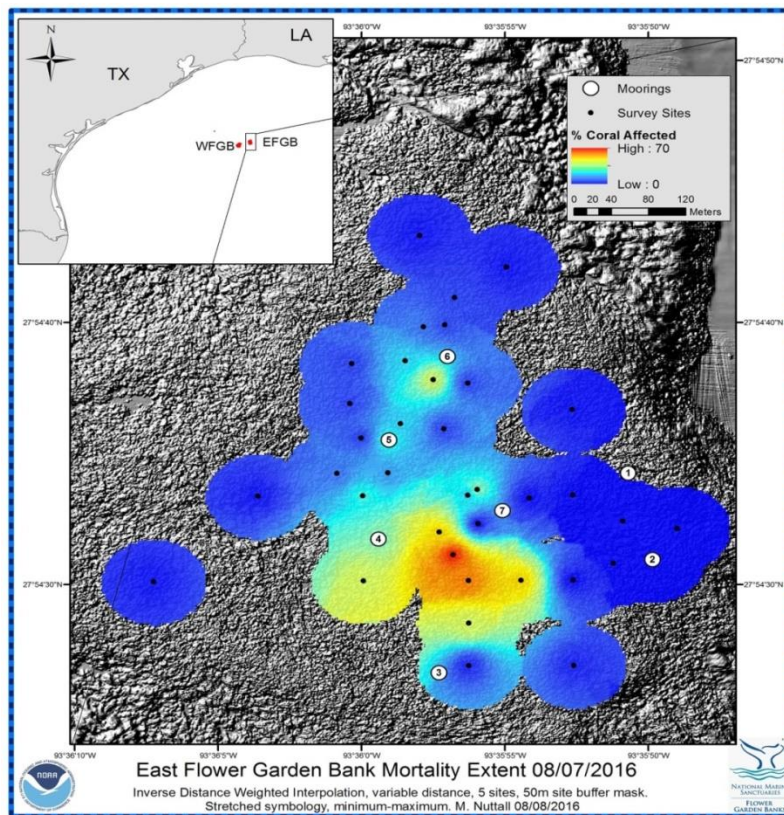 N
TX
LA
WFGB
EFGB
93°36'0"W
93°35'55"W
93°35'50"W
27°54'50"N
27°54'40"N
27°54'40"N
27°54'30"N
27°54'30"N
Moorings
Survey Sites
% Coral Affected
High : 70
Low : 0
0 20 40 80 120
Meters
6
5
1
7
4
2
3
93°36'10"W
93°36'5"W
93°36'0"W
93°35'55"W
93°35'50"W
East Flower Garden Bank Mortality Extent 08/07/2016
Inverse Distance Weighted Interpolation, variable distance, 5 sites, 50m site buffer mask.
Stretched symbology, minimum-maximum. M. Nuttall 08/08/2016
NOAA
NATIONAL MARINE
SANCTUARIES
FLOWER
GARDEN BANKS